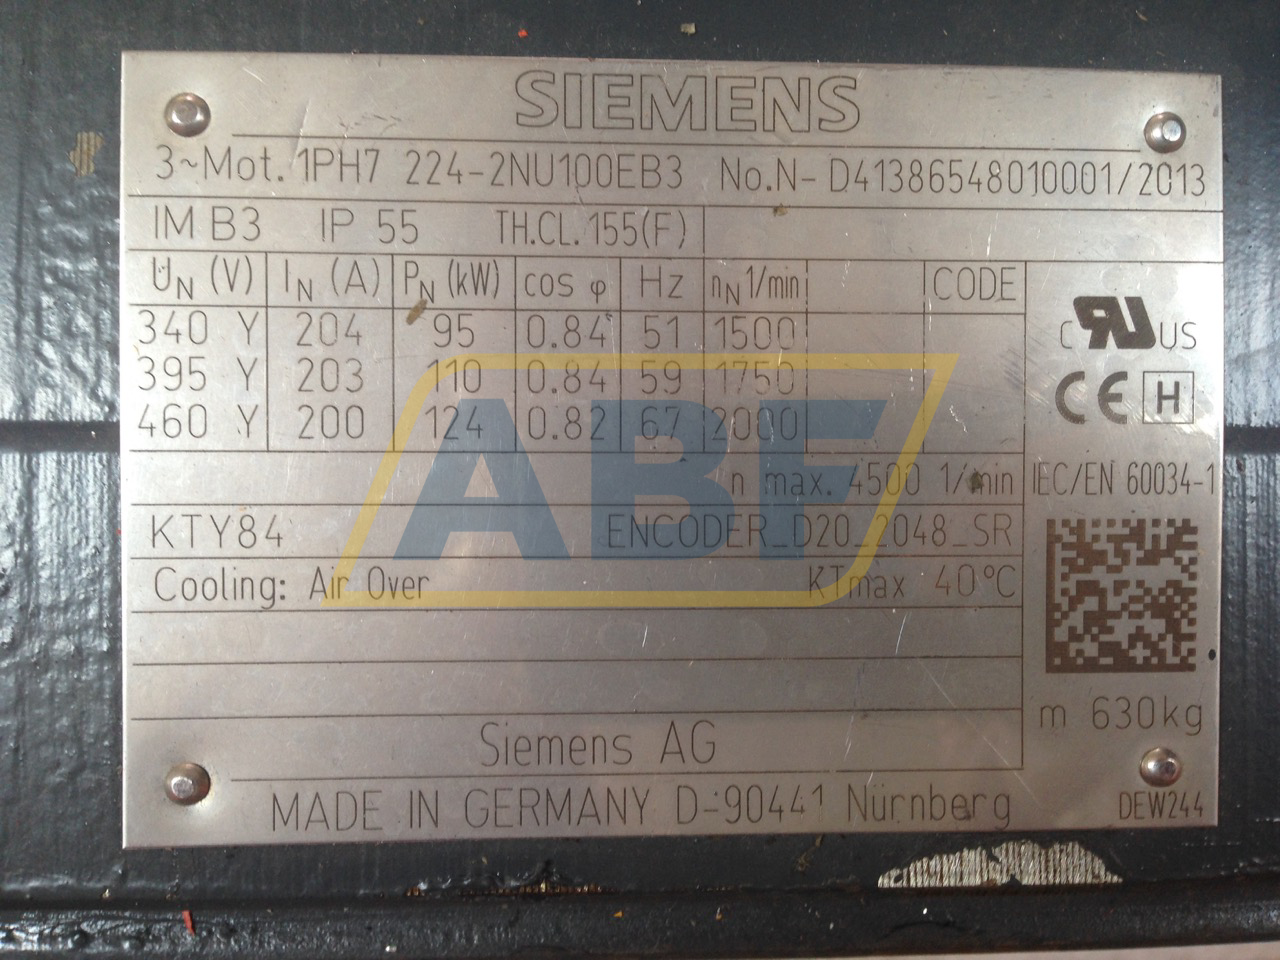 SIEMENS
3~Mot. 1PH7 224-2NU100EB3 No.N- D41386548010001/2013
IM B3 IP 55 TH.CL. 155(F)
UN (V) IN (A) PN (kW) cos φ Hz nN 1/min CODE
340 Y 204 95 0.84 51 1500
395 Y 203 110 0.84 59 1750
460 Y 200 124 0.82 67 2000
C RU US
CE H
n max. 4500 1/min IEC/EN 60034-1
KTY84 ENCODER_D20_2048_SR
Cooling: Air Over KTmax 40°C
ABF
m 630kg
Siemens AG
MADE IN GERMANY D-90441 Nürnberg
DEW244